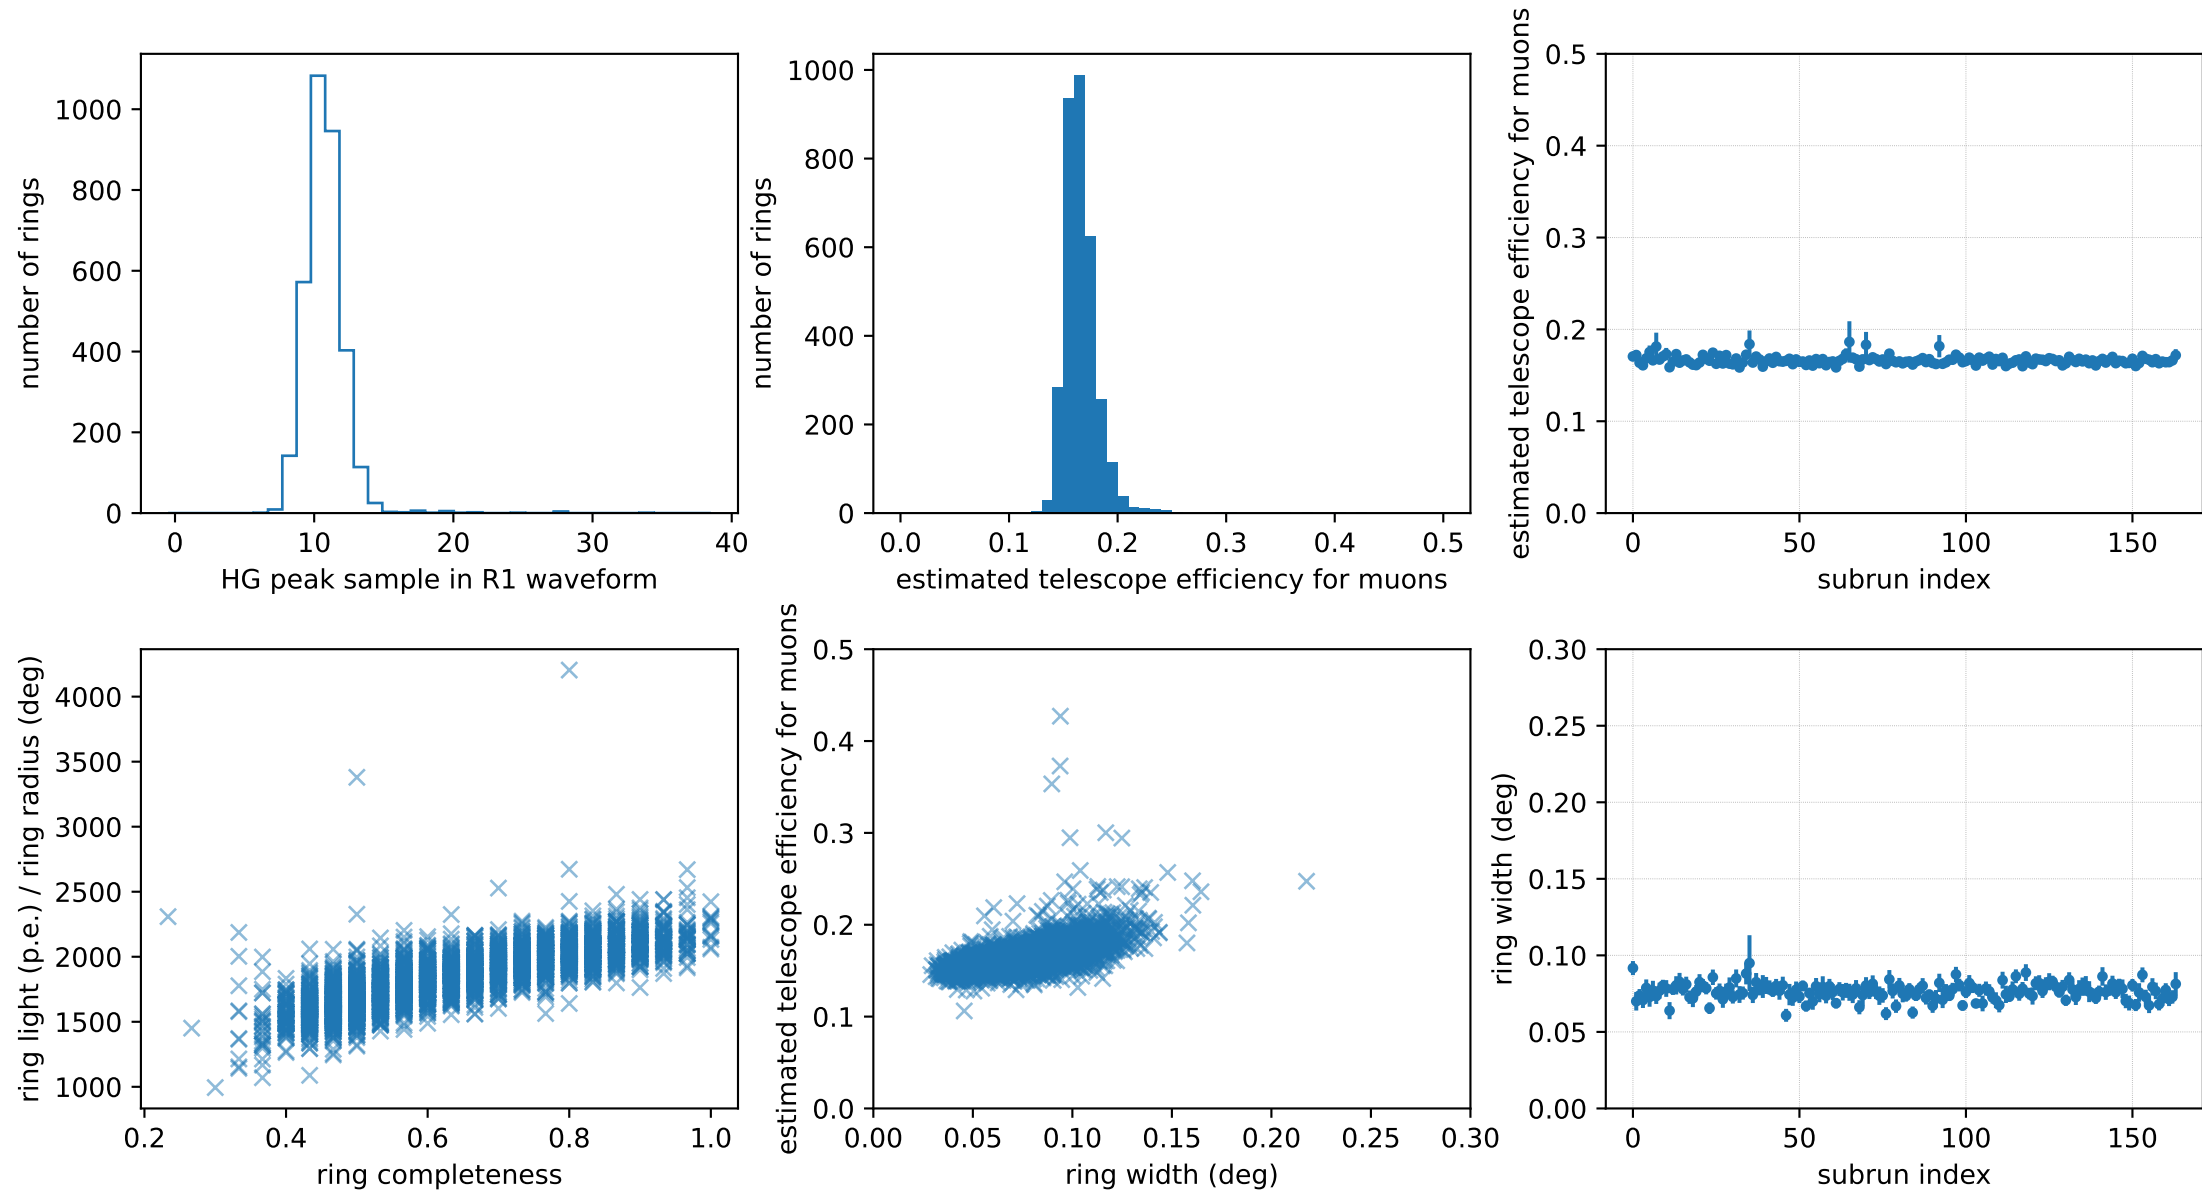 number of rings
1000
800
600
400
200
0
0 10 20 30 40
HG peak sample in R1 waveform
number of rings
1000
800
600
400
200
0
0.0 0.1 0.2 0.3 0.4 0.5
estimated telescope efficiency for muons
estimated telescope efficiency for muons
0.5
0.4
0.3
0.2
0.1
0.0
0 50 100 150
subrun index
ring light (p.e.) / ring radius (deg)
4000
3500
3000
2500
2000
1500
1000
0.2 0.4 0.6 0.8 1.0
ring completeness
estimated telescope efficiency for muons
0.5
0.4
0.3
0.2
0.1
0.0
0.00 0.05 0.10 0.15 0.20 0.25 0.30
ring width (deg)
ring width (deg)
0.30
0.25
0.20
0.15
0.10
0.05
0.00
0 50 100 150
subrun index